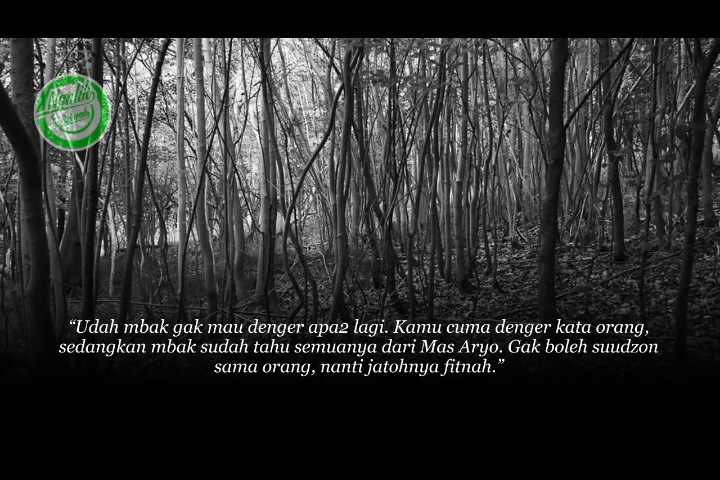 “Udah mbak gak mau denger apa2 lagi. Kamu cuma denger kata orang,
sedangkan mbak sudah tahu semuanya dari Mas Aryo. Gak boleh suudzon
sama orang, nanti jatohnya fitnah.”